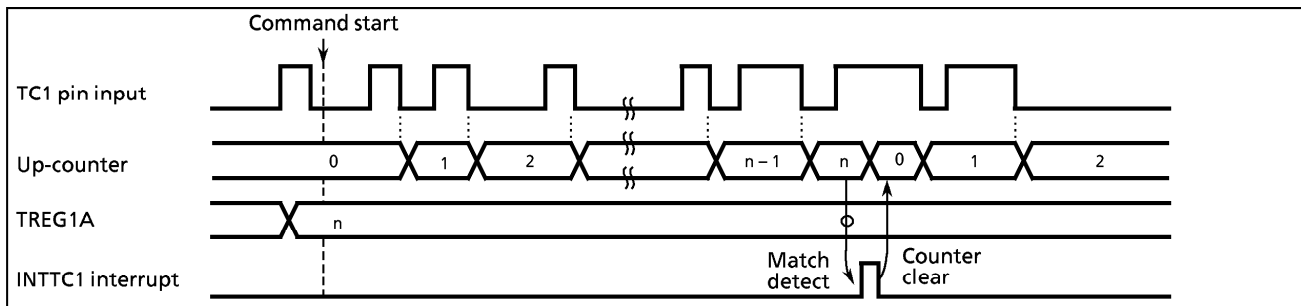 Command start
TC1 pin input
Up-counter
0 1 2 n – 1 n 0 1 2
TREG1A
n
INTTC1 interrupt
Match
detect
Counter
clear